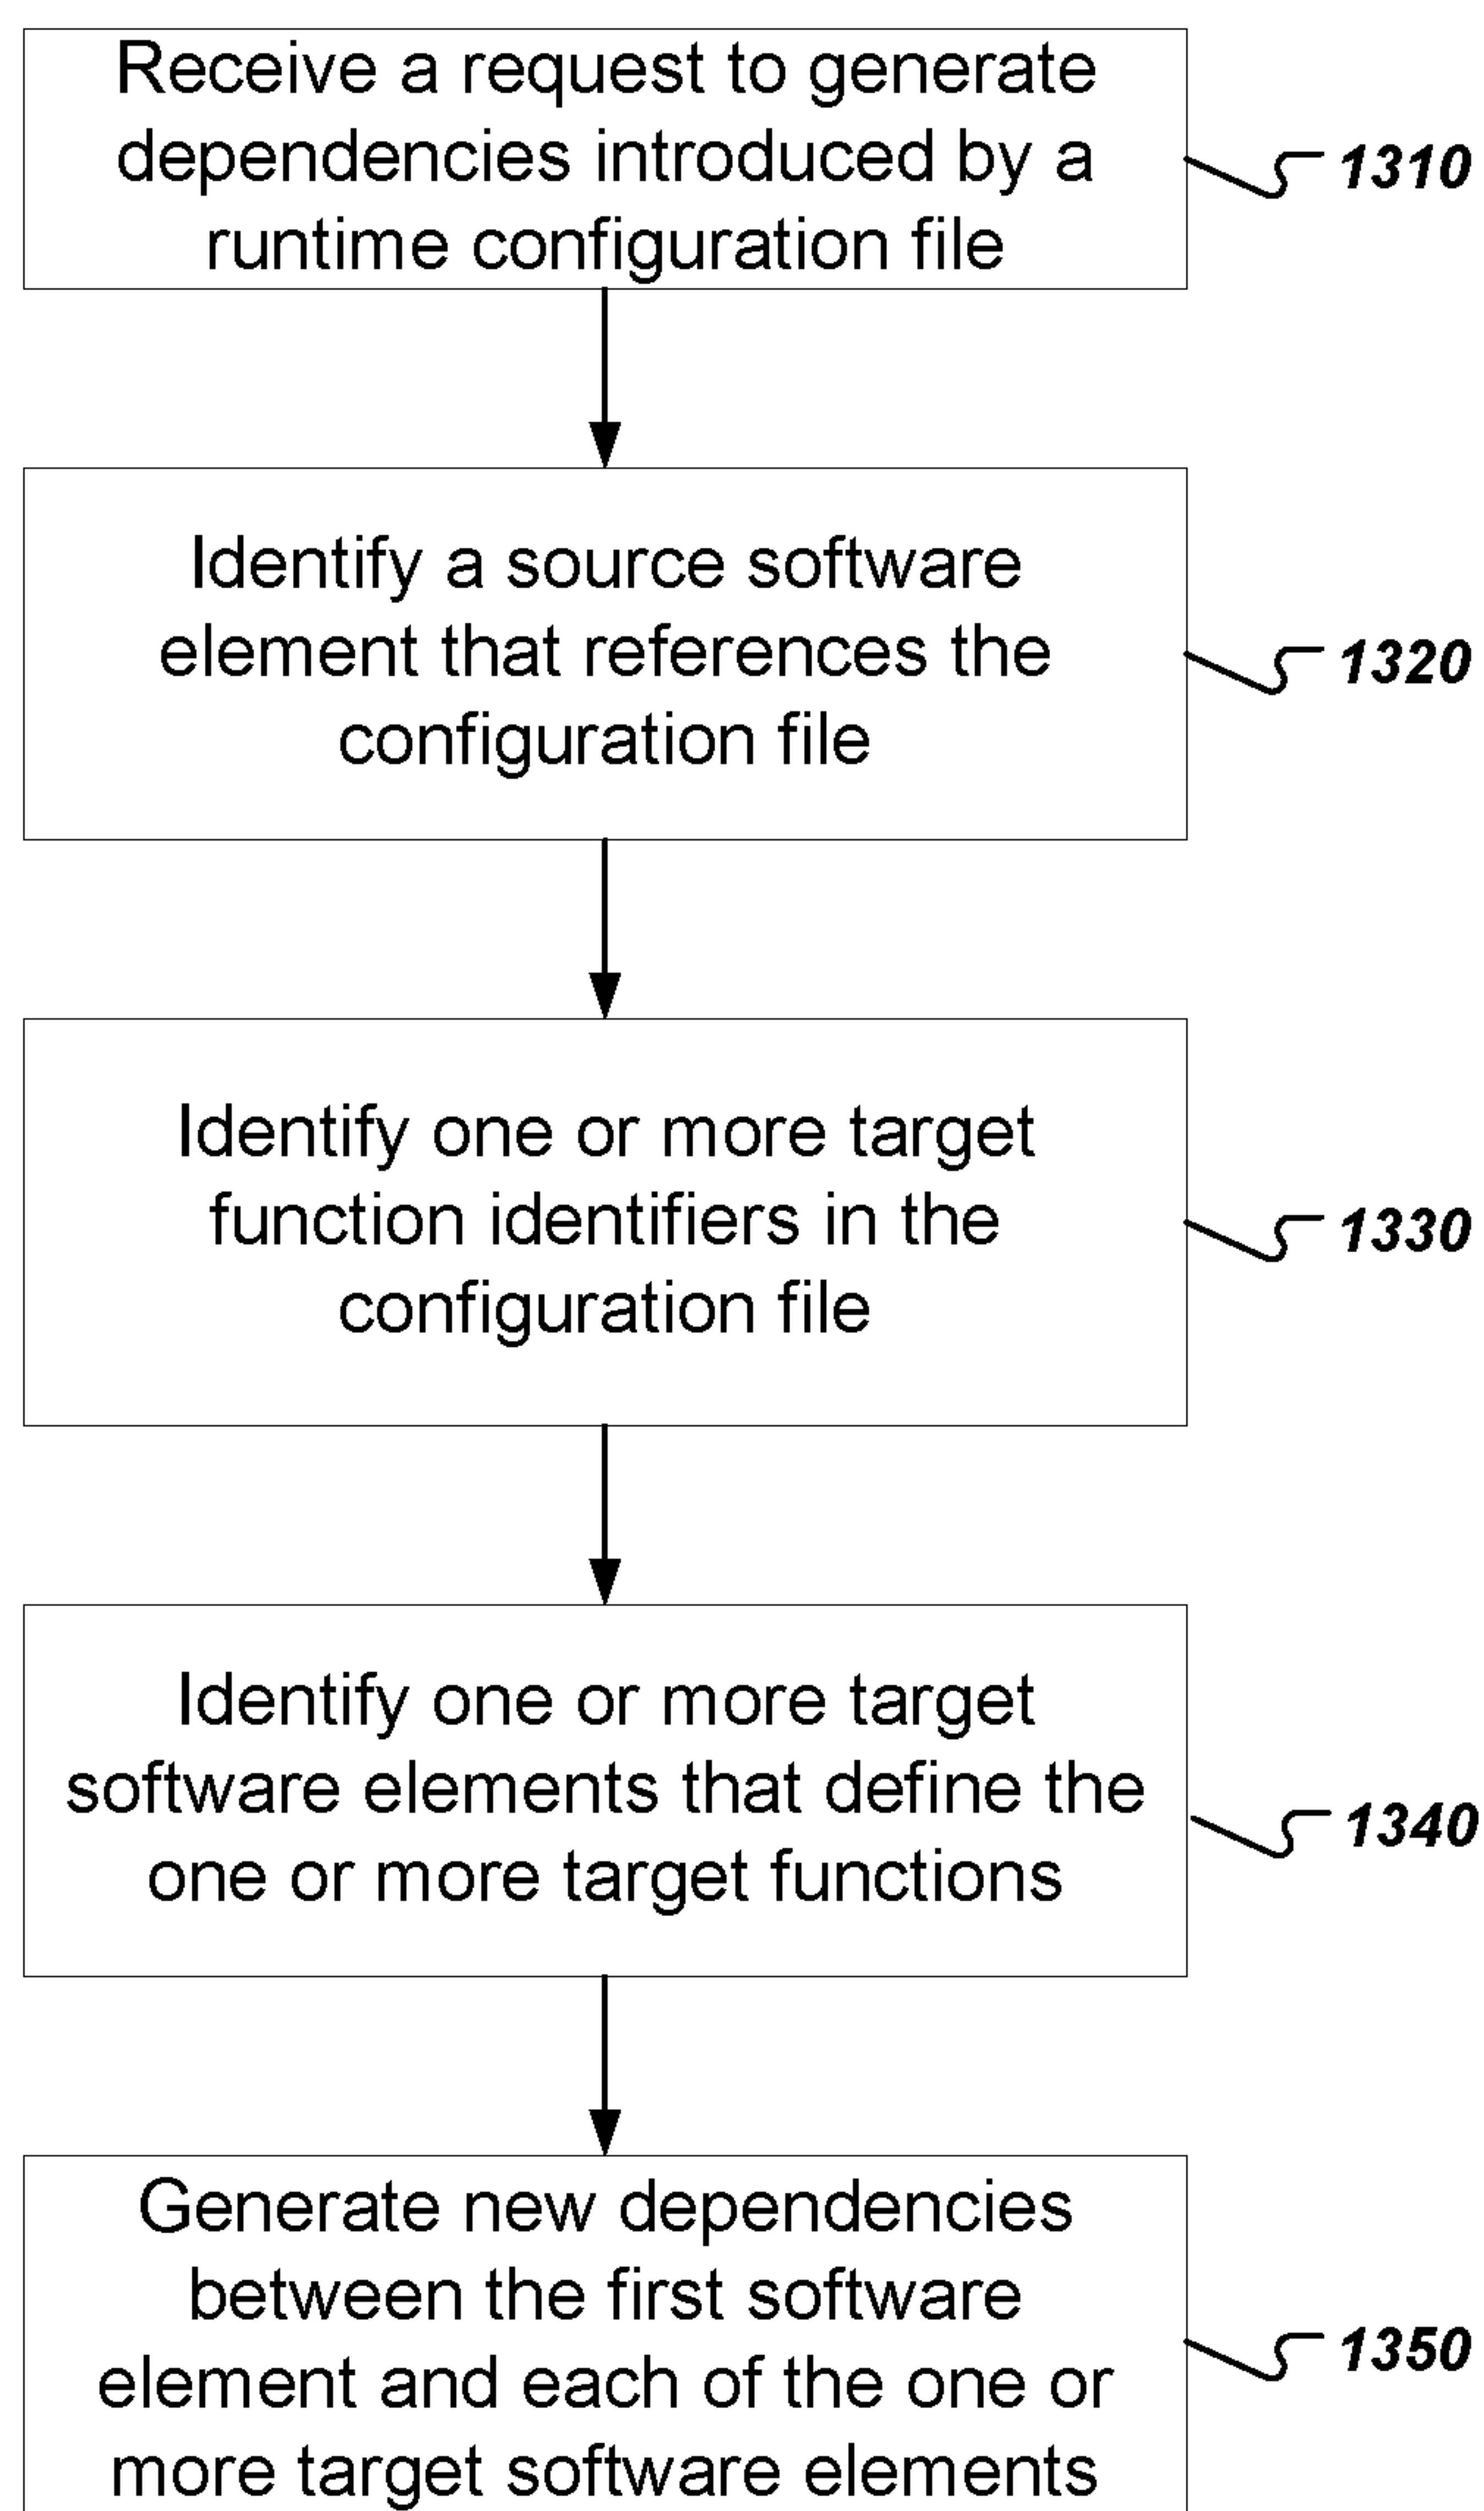 Receive a request to generate
dependencies introduced by a
runtime configuration file
1310
Identify a source software
element that references the
configuration file
1320
Identify one or more target
function identifiers in the
configuration file
1330
Identify one or more target
software elements that define the
one or more target functions
1340
Generate new dependencies
between the first software
element and each of the one or
more target software elements
1350